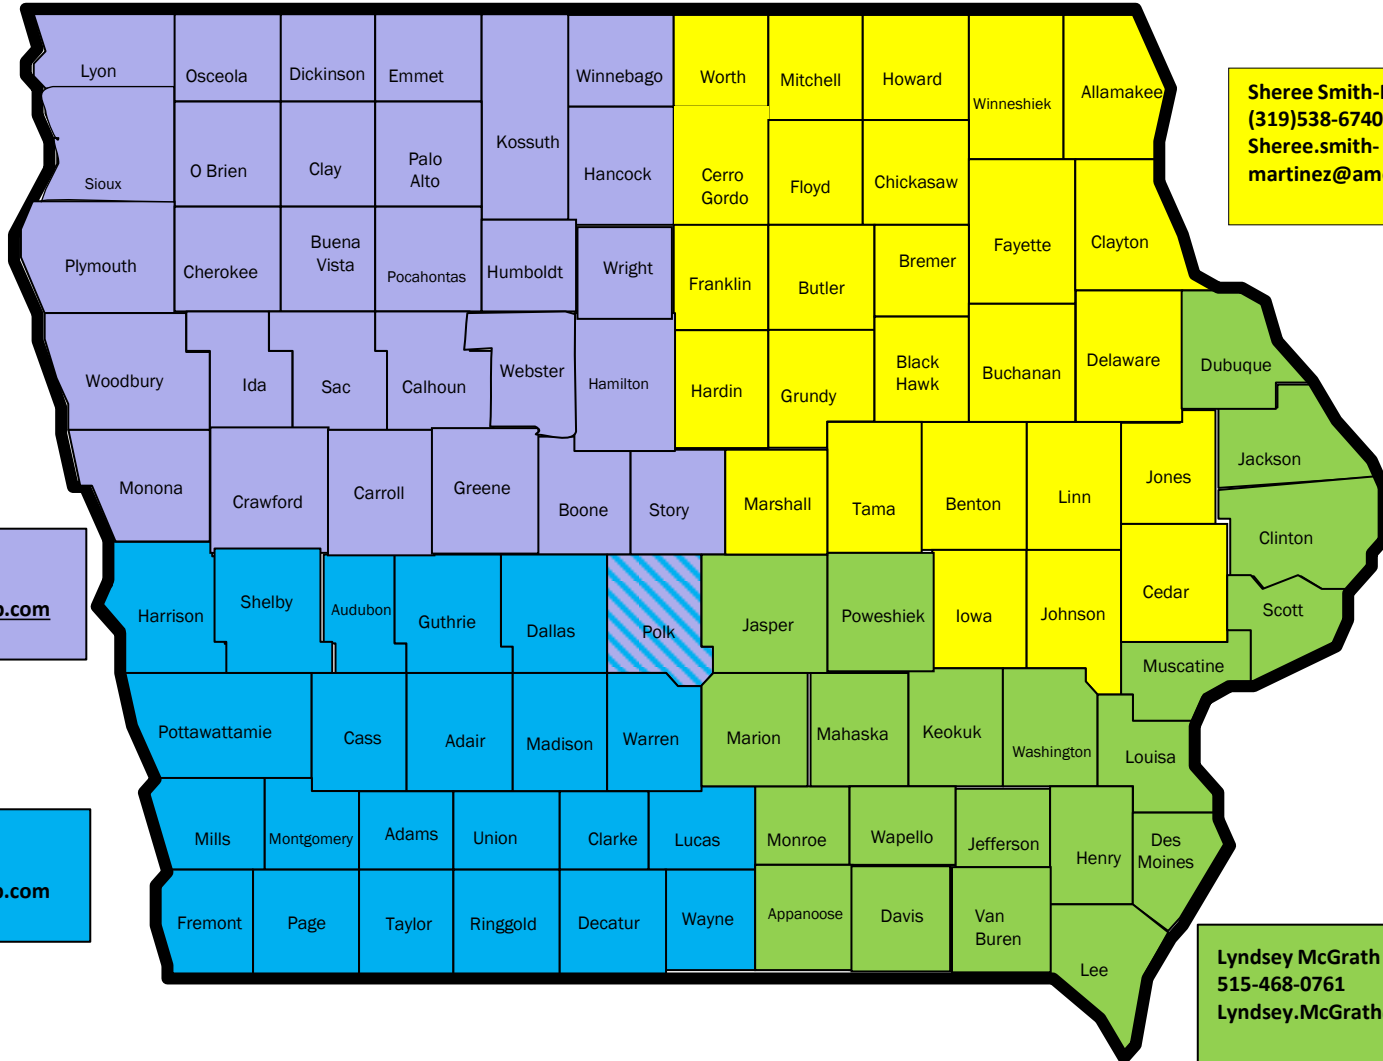 Lyon
Osceola
Dickinson
Emmet
Kossuth
Winnebago
Worth
Mitchell
Howard
Winneshiek
Allamakee
Sioux
O Brien
Clay
Palo
Alto
Hancock
Cerro
Gordo
Floyd
Chickasaw
Fayette
Clayton
Plymouth
Cherokee
Buena
Vista
Pocahontas
Humboldt
Wright
Franklin
Butler
Bremer
Woodbury
Ida
Sac
Calhoun
Webster
Hamilton
Hardin
Grundy
Black
Hawk
Buchanan
Delaware
Dubuque
Monona
Crawford
Carroll
Greene
Boone
Story
Marshall
Tama
Benton
Linn
Jones
Jackson
Clinton
Harrison
Shelby
Audubon
Guthrie
Dallas
Polk
Jasper
Poweshiek
Iowa
Johnson
Cedar
Scott
Muscatine
Pottawattamie
Cass
Adair
Madison
Warren
Marion
Mahaska
Keokuk
Washington
Louisa
Mills
Montgomery
Adams
Union
Clarke
Lucas
Monroe
Wapello
Jefferson
Henry
Des
Moines
Fremont
Page
Taylor
Ringgold
Decatur
Wayne
Appanoose
Davis
Van
Buren
Lee
Sheree Smith-
(319)538-6740
Sheree.smith-
martinez@am
.com
.com
Lyndsey McGrath
515-468-0761
Lyndsey.McGrath